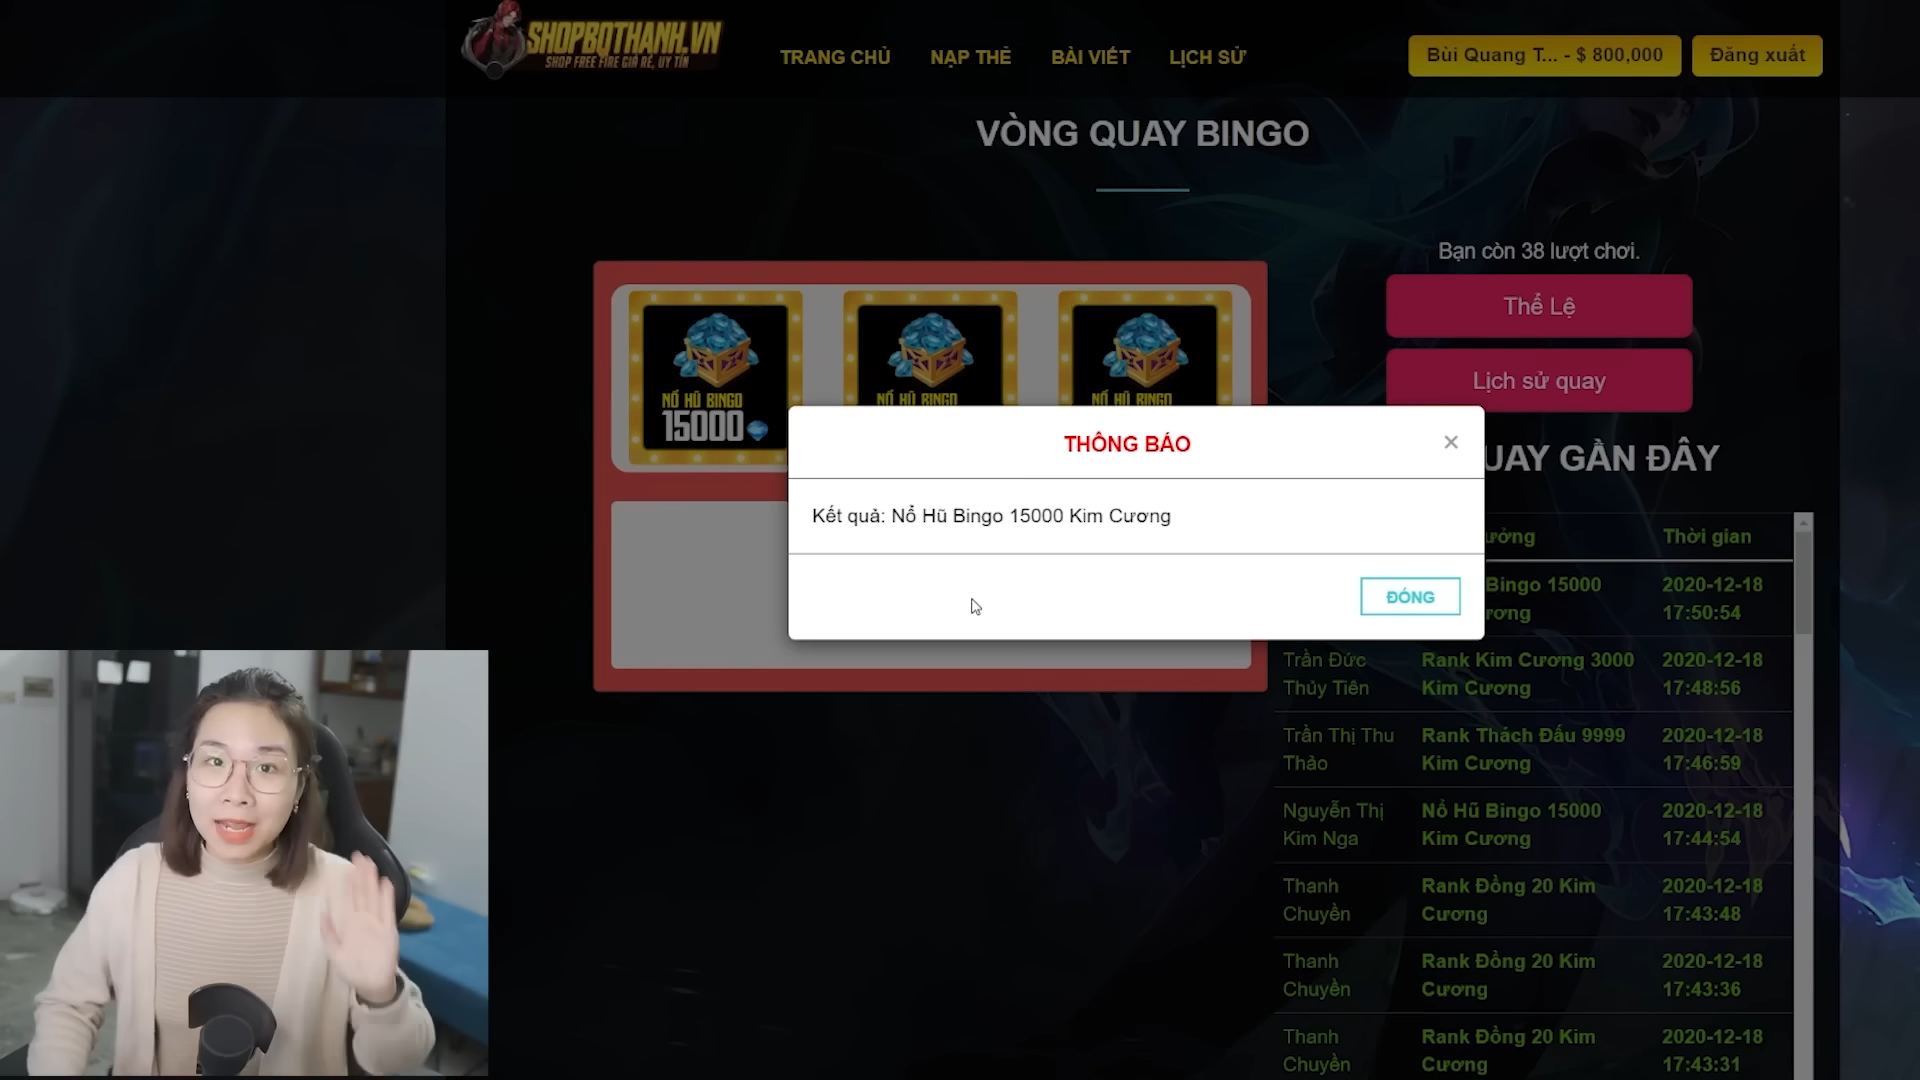 SHOPBQTHANH.VN
SHOP FREE FIRE GIÁ RẺ, UY TÍN
TRANG CHỦ
NẠP THẺ
BÀI VIẾT
LỊCH SỬ
Bùi Quang T... - $ 800,000
Đăng xuất
VÒNG QUAY BINGO
Bạn còn 38 lượt chơi.
Thể Lệ
Lịch sử quay
NỔ HŨ BINGO
15000
NỔ HŨ BINGO
NỔ HŨ BINGO
THÔNG BÁO
×
Kết quả: Nổ Hũ Bingo 15000 Kim Cương
ĐÓNG
UAY GẦN ĐÂY
ưởng
Thời gian
Bingo 15000
ương
2020-12-18
17:50:54
Trần Đức
Thủy Tiên
Rank Kim Cương 3000
Kim Cương
2020-12-18
17:48:56
Trần Thị Thu
Thảo
Rank Thách Đấu 9999
Kim Cương
2020-12-18
17:46:59
Nguyễn Thị
Kim Nga
Nổ Hũ Bingo 15000
Kim Cương
2020-12-18
17:44:54
Thanh
Chuyền
Rank Đồng 20 Kim
Cương
2020-12-18
17:43:48
Thanh
Chuyền
Rank Đồng 20 Kim
Cương
2020-12-18
17:43:36
Thanh
Chuyền
Rank Đồng 20 Kim
Cương
2020-12-18
17:43:31